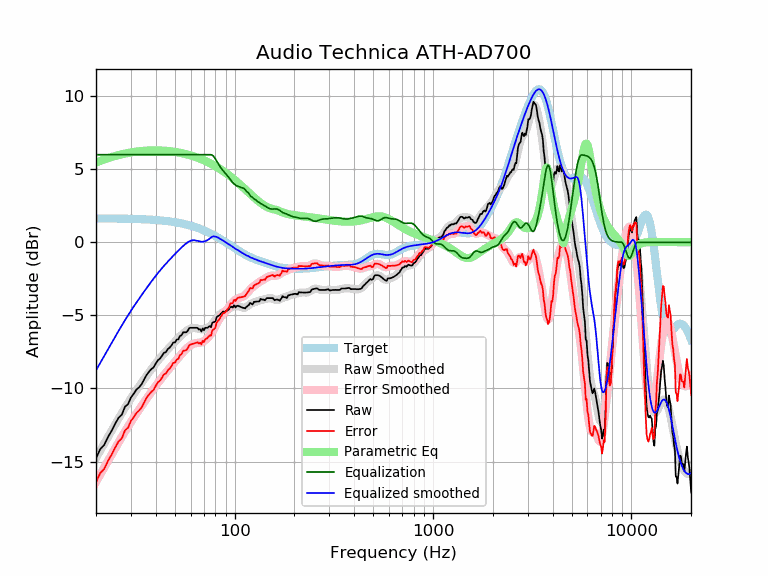 Audio Technica ATH-AD700
10
5
0
−5
−10
−15
Amplitude (dBr)
Target
Raw Smoothed
Error Smoothed
Raw
Error
Parametric Eq
Equalization
Equalized smoothed
100
1000
10000
Frequency (Hz)